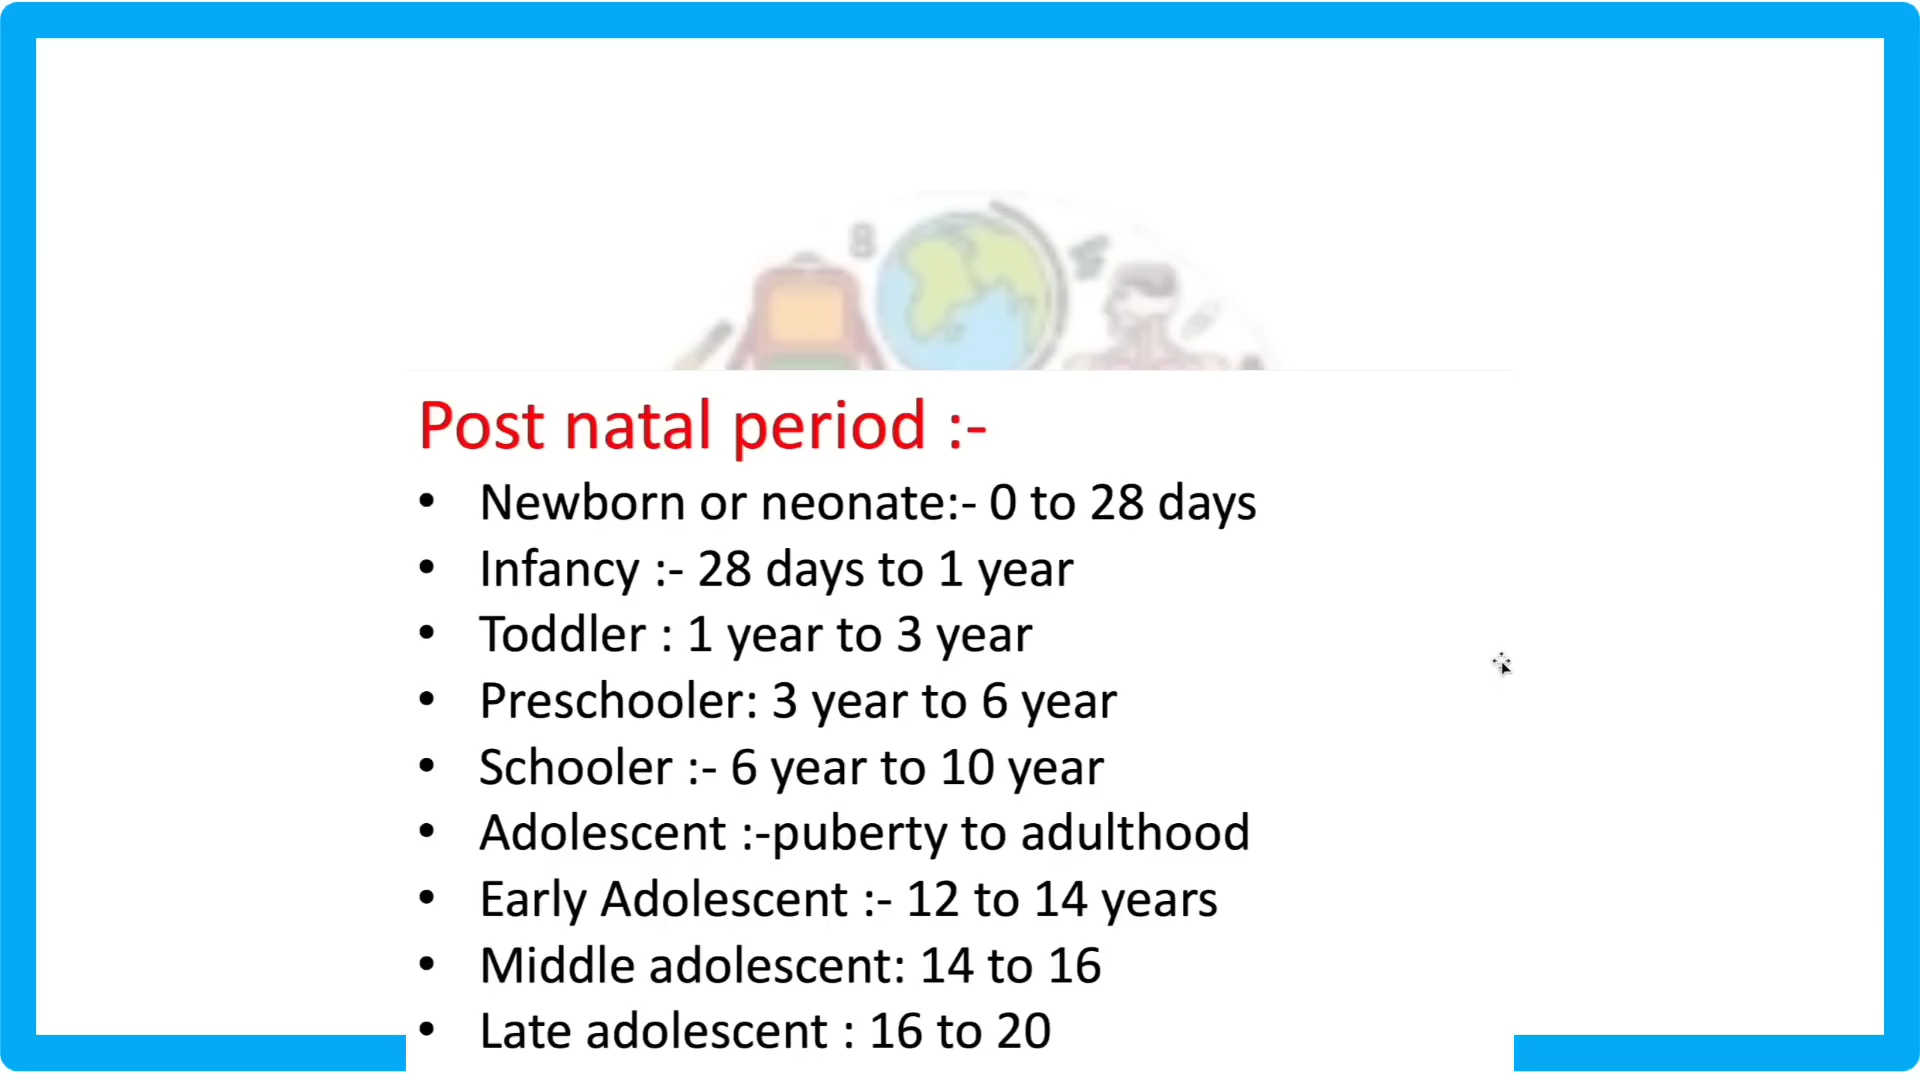 8
Post natal period :-
• Newborn or neonate:- 0 to 28 days
• Infancy :- 28 days to 1 year
• Toddler : 1 year to 3 year
• Preschooler: 3 year to 6 year
• Schooler :- 6 year to 10 year
• Adolescent :-puberty to adulthood
• Early Adolescent :- 12 to 14 years
• Middle adolescent: 14 to 16
• Late adolescent : 16 to 20